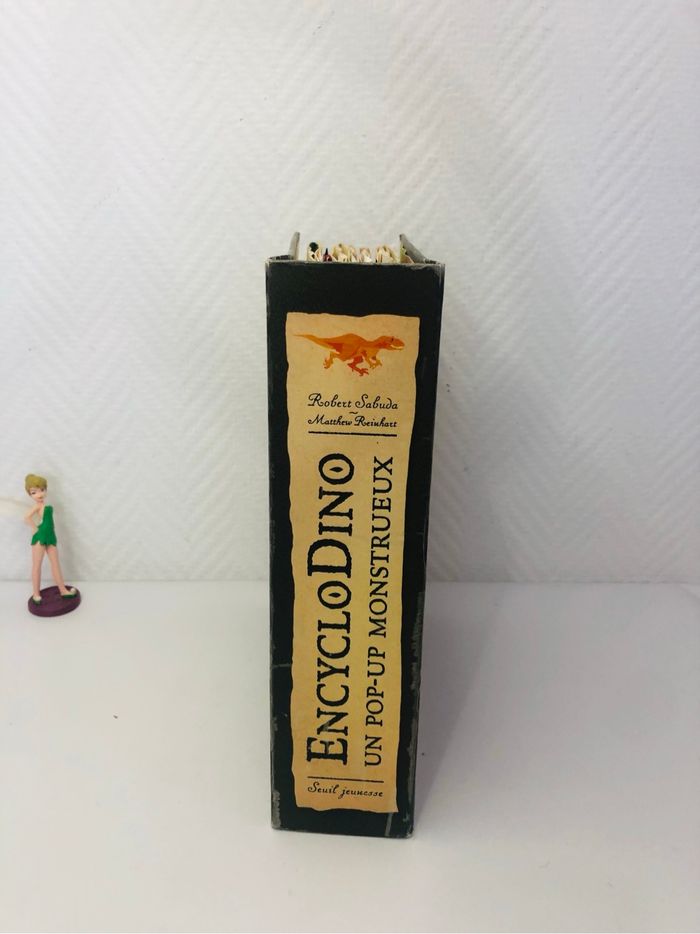 Robert Sabuda
~
Matthew Reinhart
ENCYCLODINO
UN POP-UP MONSTRUEUX
Seuil jeunesse